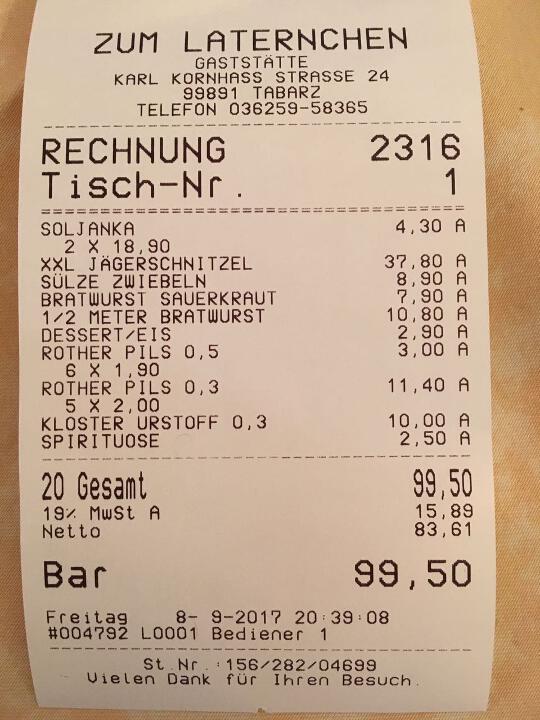 ZUM LATERNCHEN
GASTSTÄTTE
KARL KORNHASS STRASSE 24
99891 TABARZ
TELEFON 036259-58365
RECHNUNG 2316
Tisch-Nr. 1
SOLJANKA 4,30 A
2 X 18,90
XXL JÄGERSCHNITZEL 37,80 A
SÜLZE ZWIEBELN 8,90 A
BRATWURST SAUERKRAUT 7,90 A
1/2 METER BRATWURST 10,80 A
DESSERT/EIS 2,90 A
ROTHER PILS 0,5 3,00 A
6 X 1,90
ROTHER PILS 0,3 11,40 A
5 X 2,00
KLOSTER URSTOFF 0,3 10,00 A
SPIRITUOSE 2,50 A
20 Gesamt 99,50
19% MwSt A 15,89
Netto 83,61
Bar 99,50
Freitag 8- 9-2017 20:39:08
#004792 L0001 Bediener 1
St.Nr.:156/282/04699
Vielen Dank für Ihren Besuch.